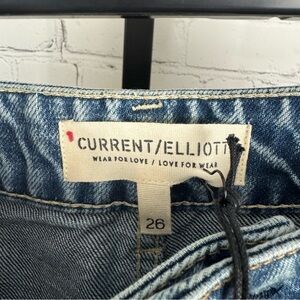 CURRENT/ELLIOTT
WEAR FOR LOVE / LOVE FOR WEAR
26